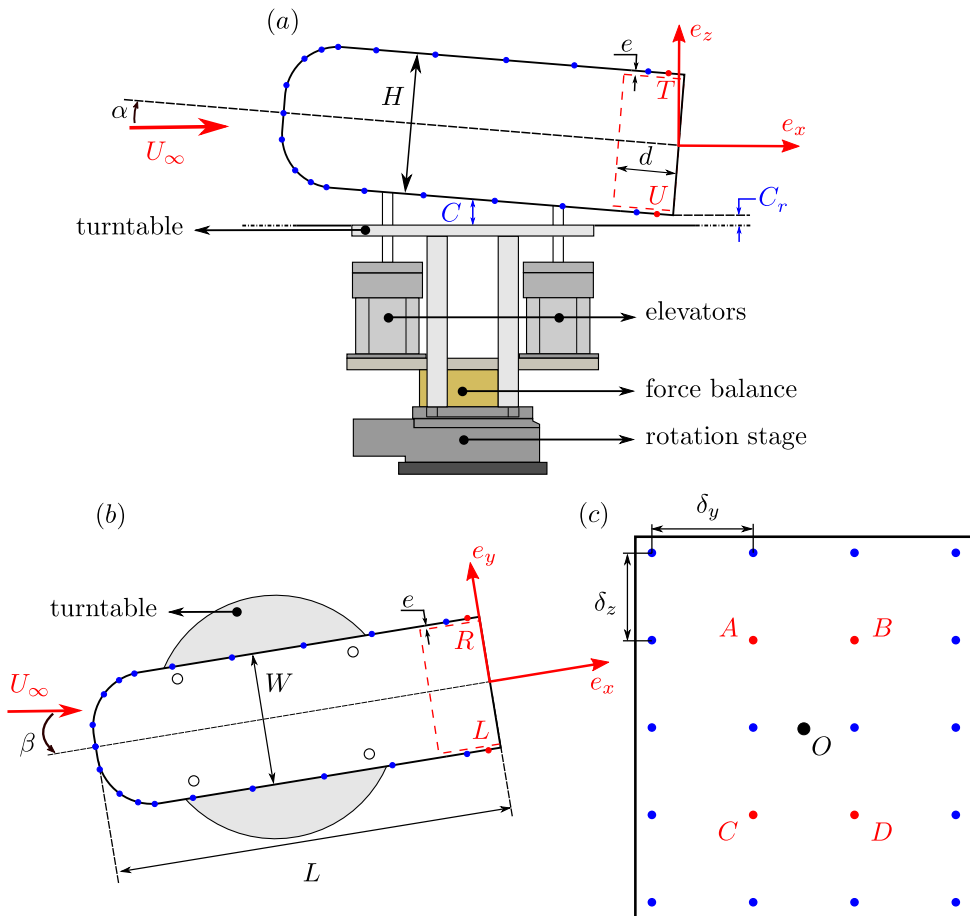 (a)
e_z
e
T
H
α
U_∞
e_x
d
U
C
C_r
turntable
elevators
force balance
rotation stage
(b)
(c)
δ_y
e_y
turntable
e
R
δ_z
A
B
U_∞
W
e_x
β
L
O
C
D
L